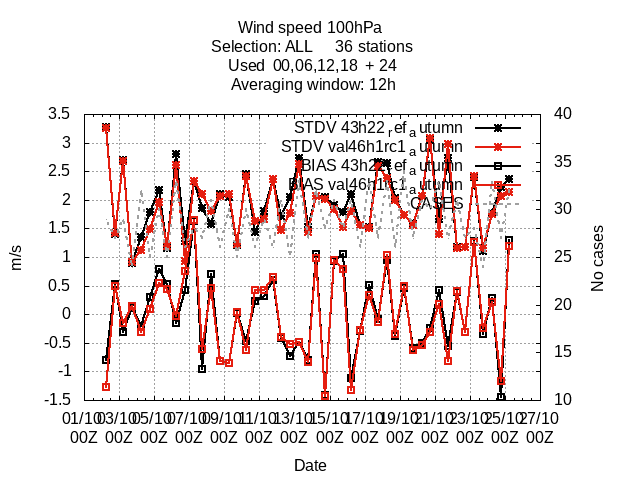 Wind speed 100hPa
Selection: ALL 36 stations
Used 00,06,12,18 + 24
Averaging window: 12h
3.5
3
2.5
2
1.5
1
0.5
0
-0.5
-1
-1.5
40
35
30
25
20
15
10
STDV 43h22refautumn
STDV val46h1rc1autumn
BIAS 43h22refautumn
BIAS val46h1rc1autumn
CASES
m/s
No cases
01/10 03/10 05/10 07/10 09/10 11/10 13/10 15/10 17/10 19/10 21/10 23/10 25/10 27/10
00Z 00Z 00Z 00Z 00Z 00Z 00Z 00Z 00Z 00Z 00Z 00Z 00Z 00Z
Date